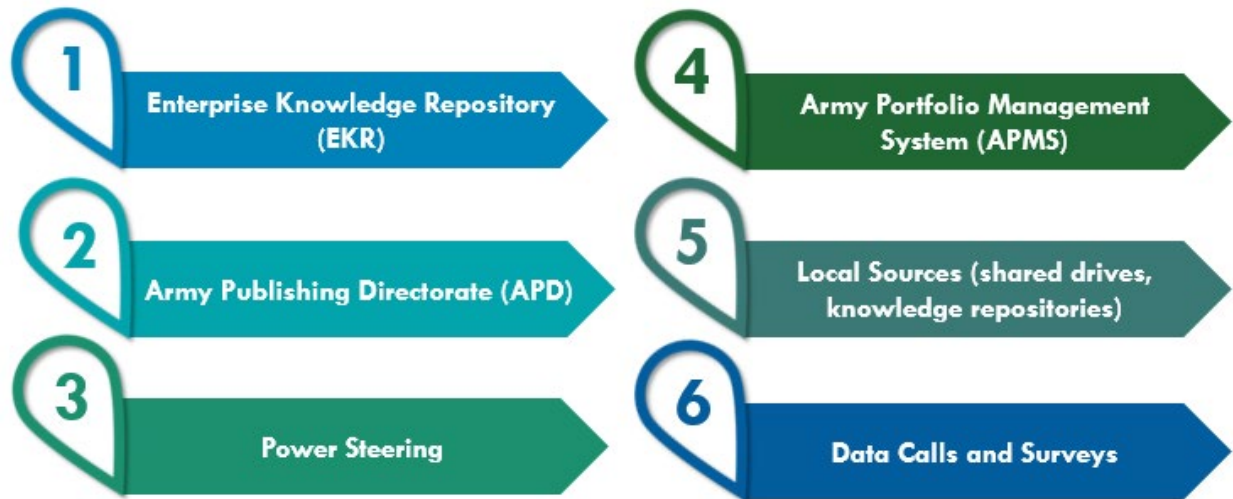 1
Enterprise Knowledge Repository
(EKR)
2
Army Publishing Directorate (APD)
3
Power Steering
4
Army Portfolio Management
System (APMS)
5
Local Sources (shared drives,
knowledge repositories)
6
Data Calls and Surveys